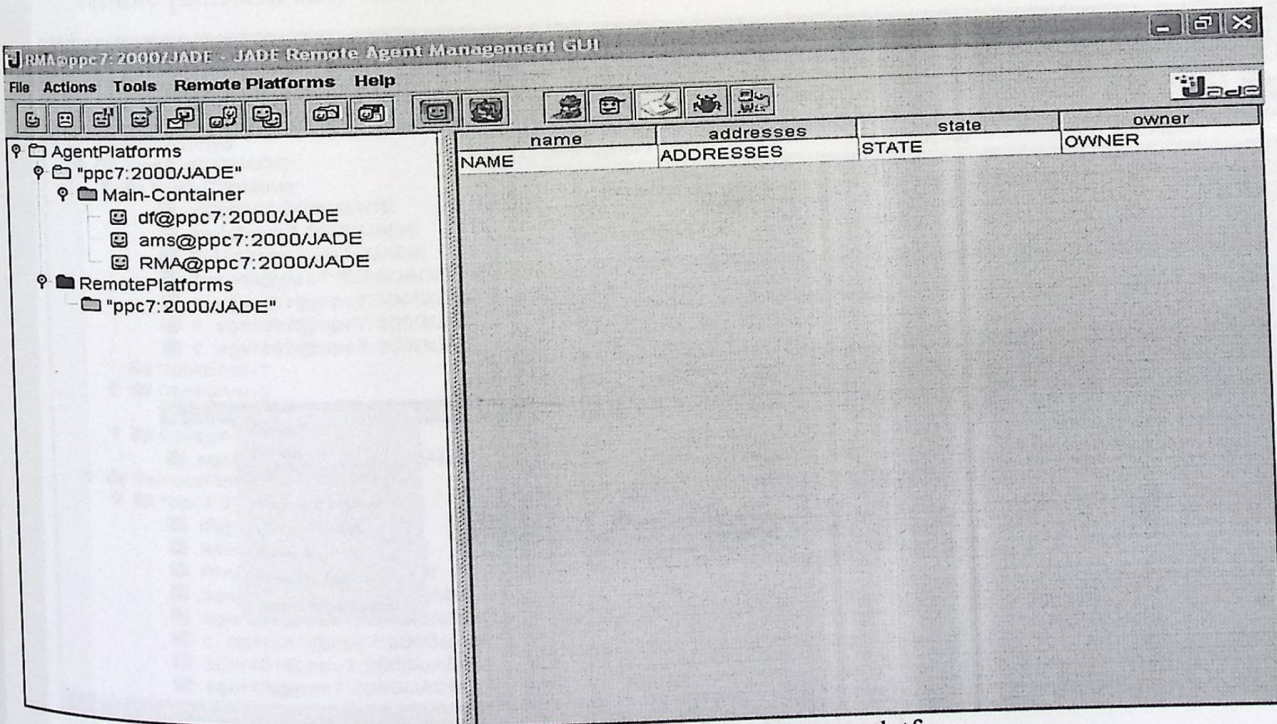 RMA@ppc7:2000/JADE - JADE Remote Agent Management GUI
File Actions Tools Remote Platforms Help
Jade
AgentPlatforms
"ppc7:2000/JADE"
Main-Container
df@ppc7:2000/JADE
ams@ppc7:2000/JADE
RMA@ppc7:2000/JADE
RemotePlatforms
"ppc7:2000/JADE"
name addresses state owner
NAME ADDRESSES STATE OWNER